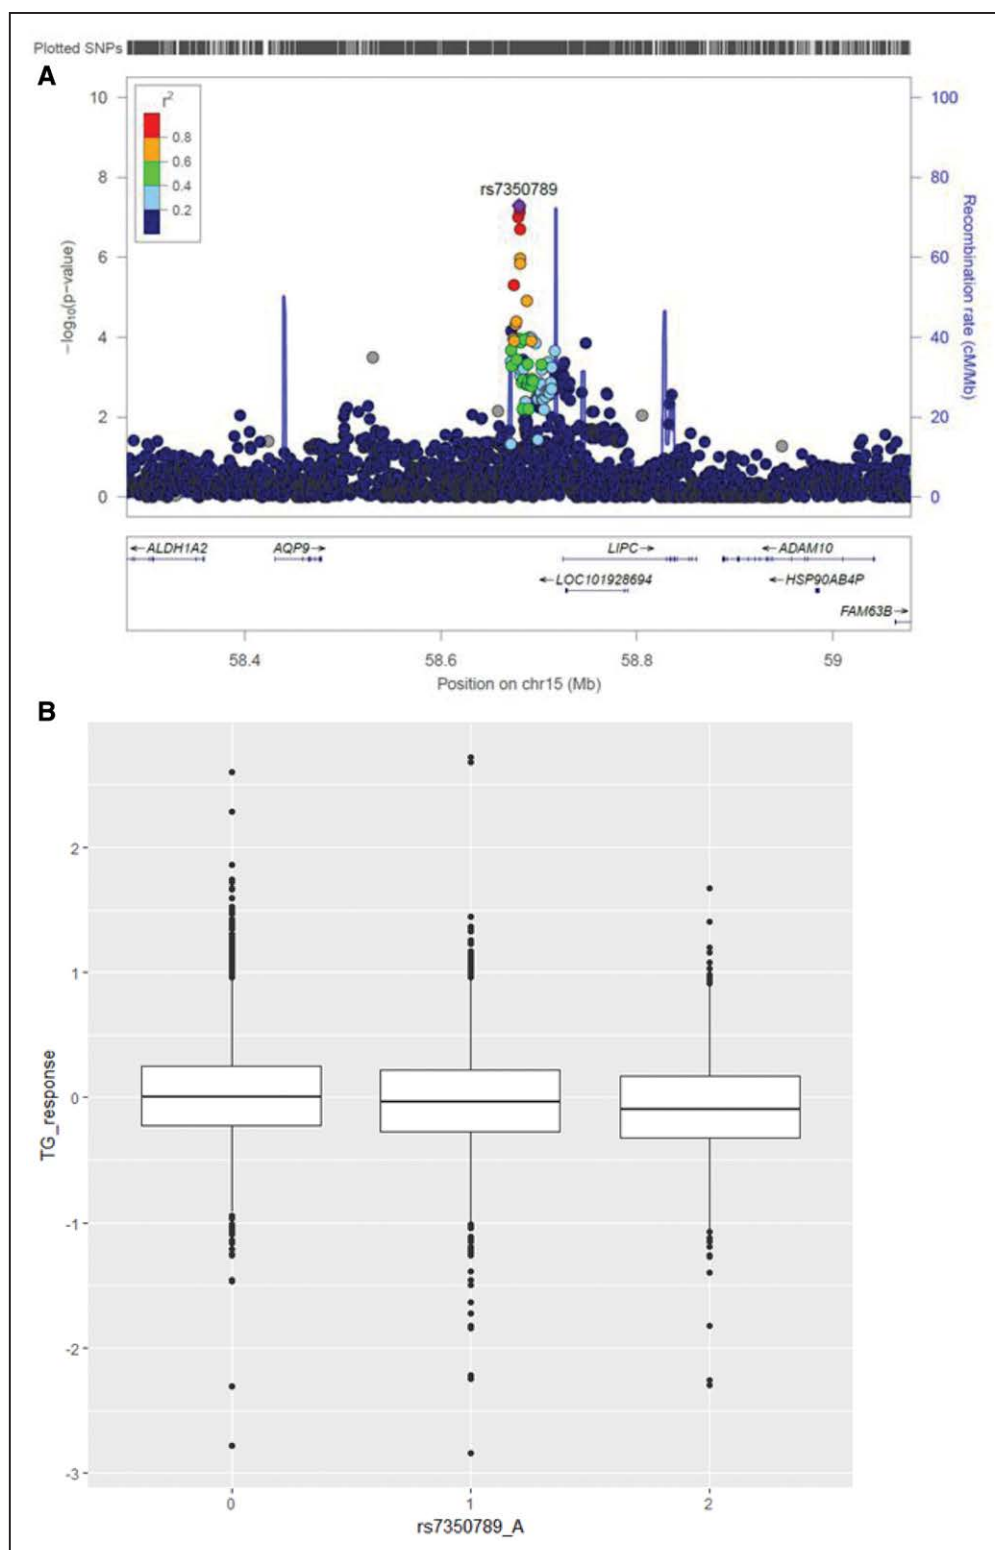 Plotted SNPs
A
r2
0.8
0.6
0.4
0.2
rs7350789
10
8
6
4
2
0
−log10(p−value)
100
80
60
40
20
0
Recombination rate (cM/Mb)
←ALDH1A2 AQP9→ LIPC→ ←ADAM10
←LOC101928694 ←HSP90AB4P
FAM63B→
58.4 58.6 58.8 59
Position on chr15 (Mb)
B
TG_response
2
1
0
-1
-2
-3
0 1 2
rs7350789_A